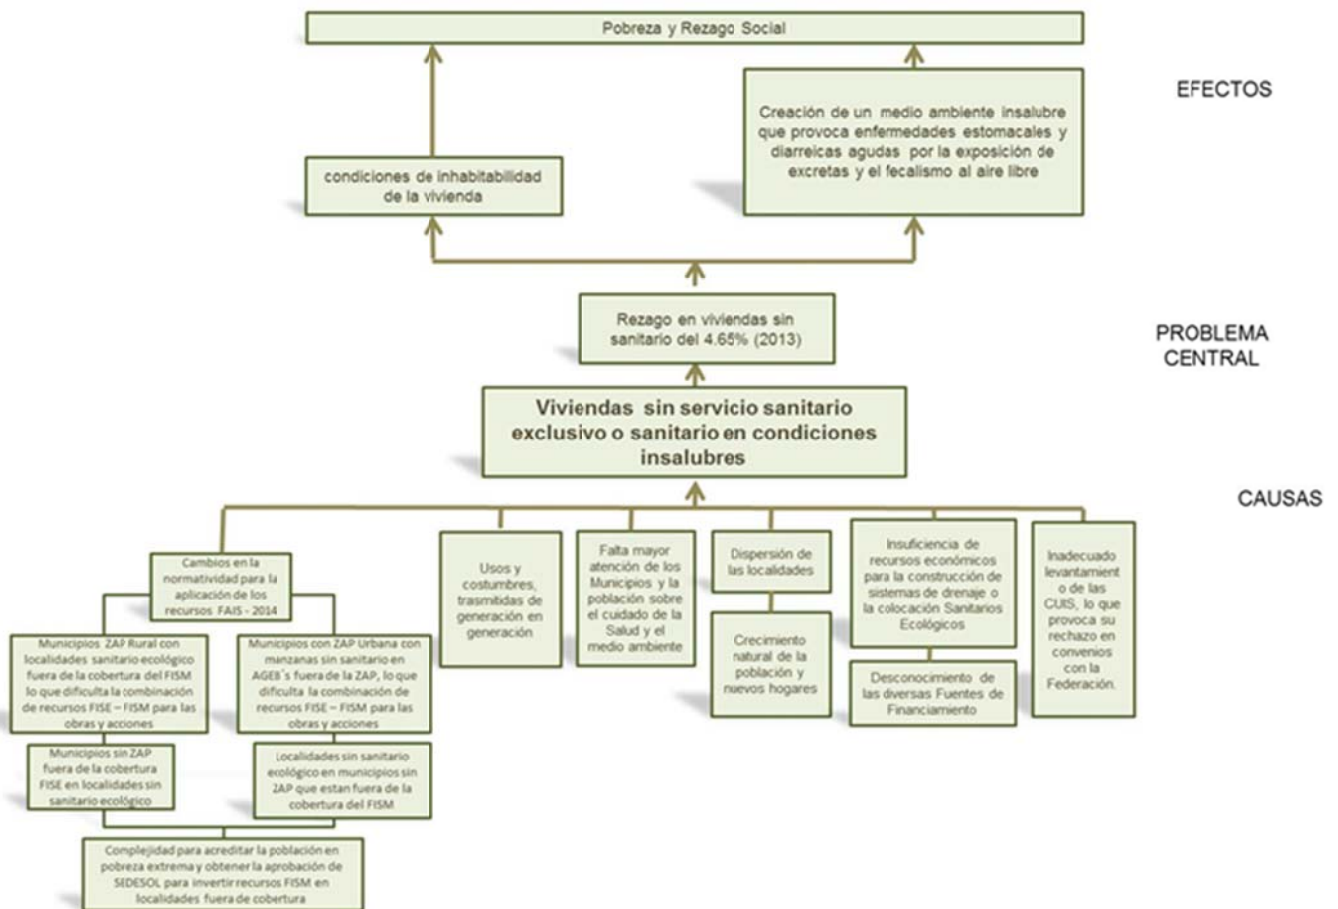 Pobreza y Rezago Social
EFECTOS
Creación de un medio ambiente insalubre
que provoca enfermedades estomacales y
diarreicas agudas por la exposición de
excretas y el fecalismo al aire libre
condiciones de inhabitabilidad
de la vivienda
Rezago en viviendas sin
sanitario del 4.65% (2013)
PROBLEMA
CENTRAL
Viviendas sin servicio sanitario
exclusivo o sanitario en condiciones
insalubres
CAUSAS
Cambios en la
normatividad para la
aplicación de los
recursos FAIS - 2014
Municipios ZAP Rural con
localidades sanitario ecológico
fuera de la cobertura del FISM
lo que dificulta la combinación
de recursos FISE – FISM para las
obras y acciones
Municipios con ZAP Urbana con
manzanas sin sanitario en
AGEB´s fuera de la ZAP, lo que
dificulta la combinación de
recursos FISE – FISM para las
obras y acciones
Municipios sin ZAP
fuera de la cobertura
FISE en localidades sin
sanitario ecológico
Localidades sin sanitario
ecológico en municipios sin
ZAP que estan fuera de la
cobertura del FISM
Complejidad para acreditar la población en
pobreza extrema y obtener la aprobación de
SEDESOL para invertir recursos FISM en
localidades fuera de cobertura
Usos y
costumbres,
trasmitidas de
generación en
generación
Falta mayor
atención de los
Municipios y la
población sobre
el cuidado de la
Salud y el
medio ambiente
Dispersión de
las localidades
Crecimiento
natural de la
población y
nuevos hogares
Insuficiencia de
recursos económicos
para la construcción de
sistemas de drenaje o
la colocación Sanitarios
Ecológicos
Desconocimiento de
las diversas Fuentes de
Financiamiento
Inadecuado
levantamient
o de las
CUIS, lo que
provoca su
rechazo en
convenios
con la
Federación.